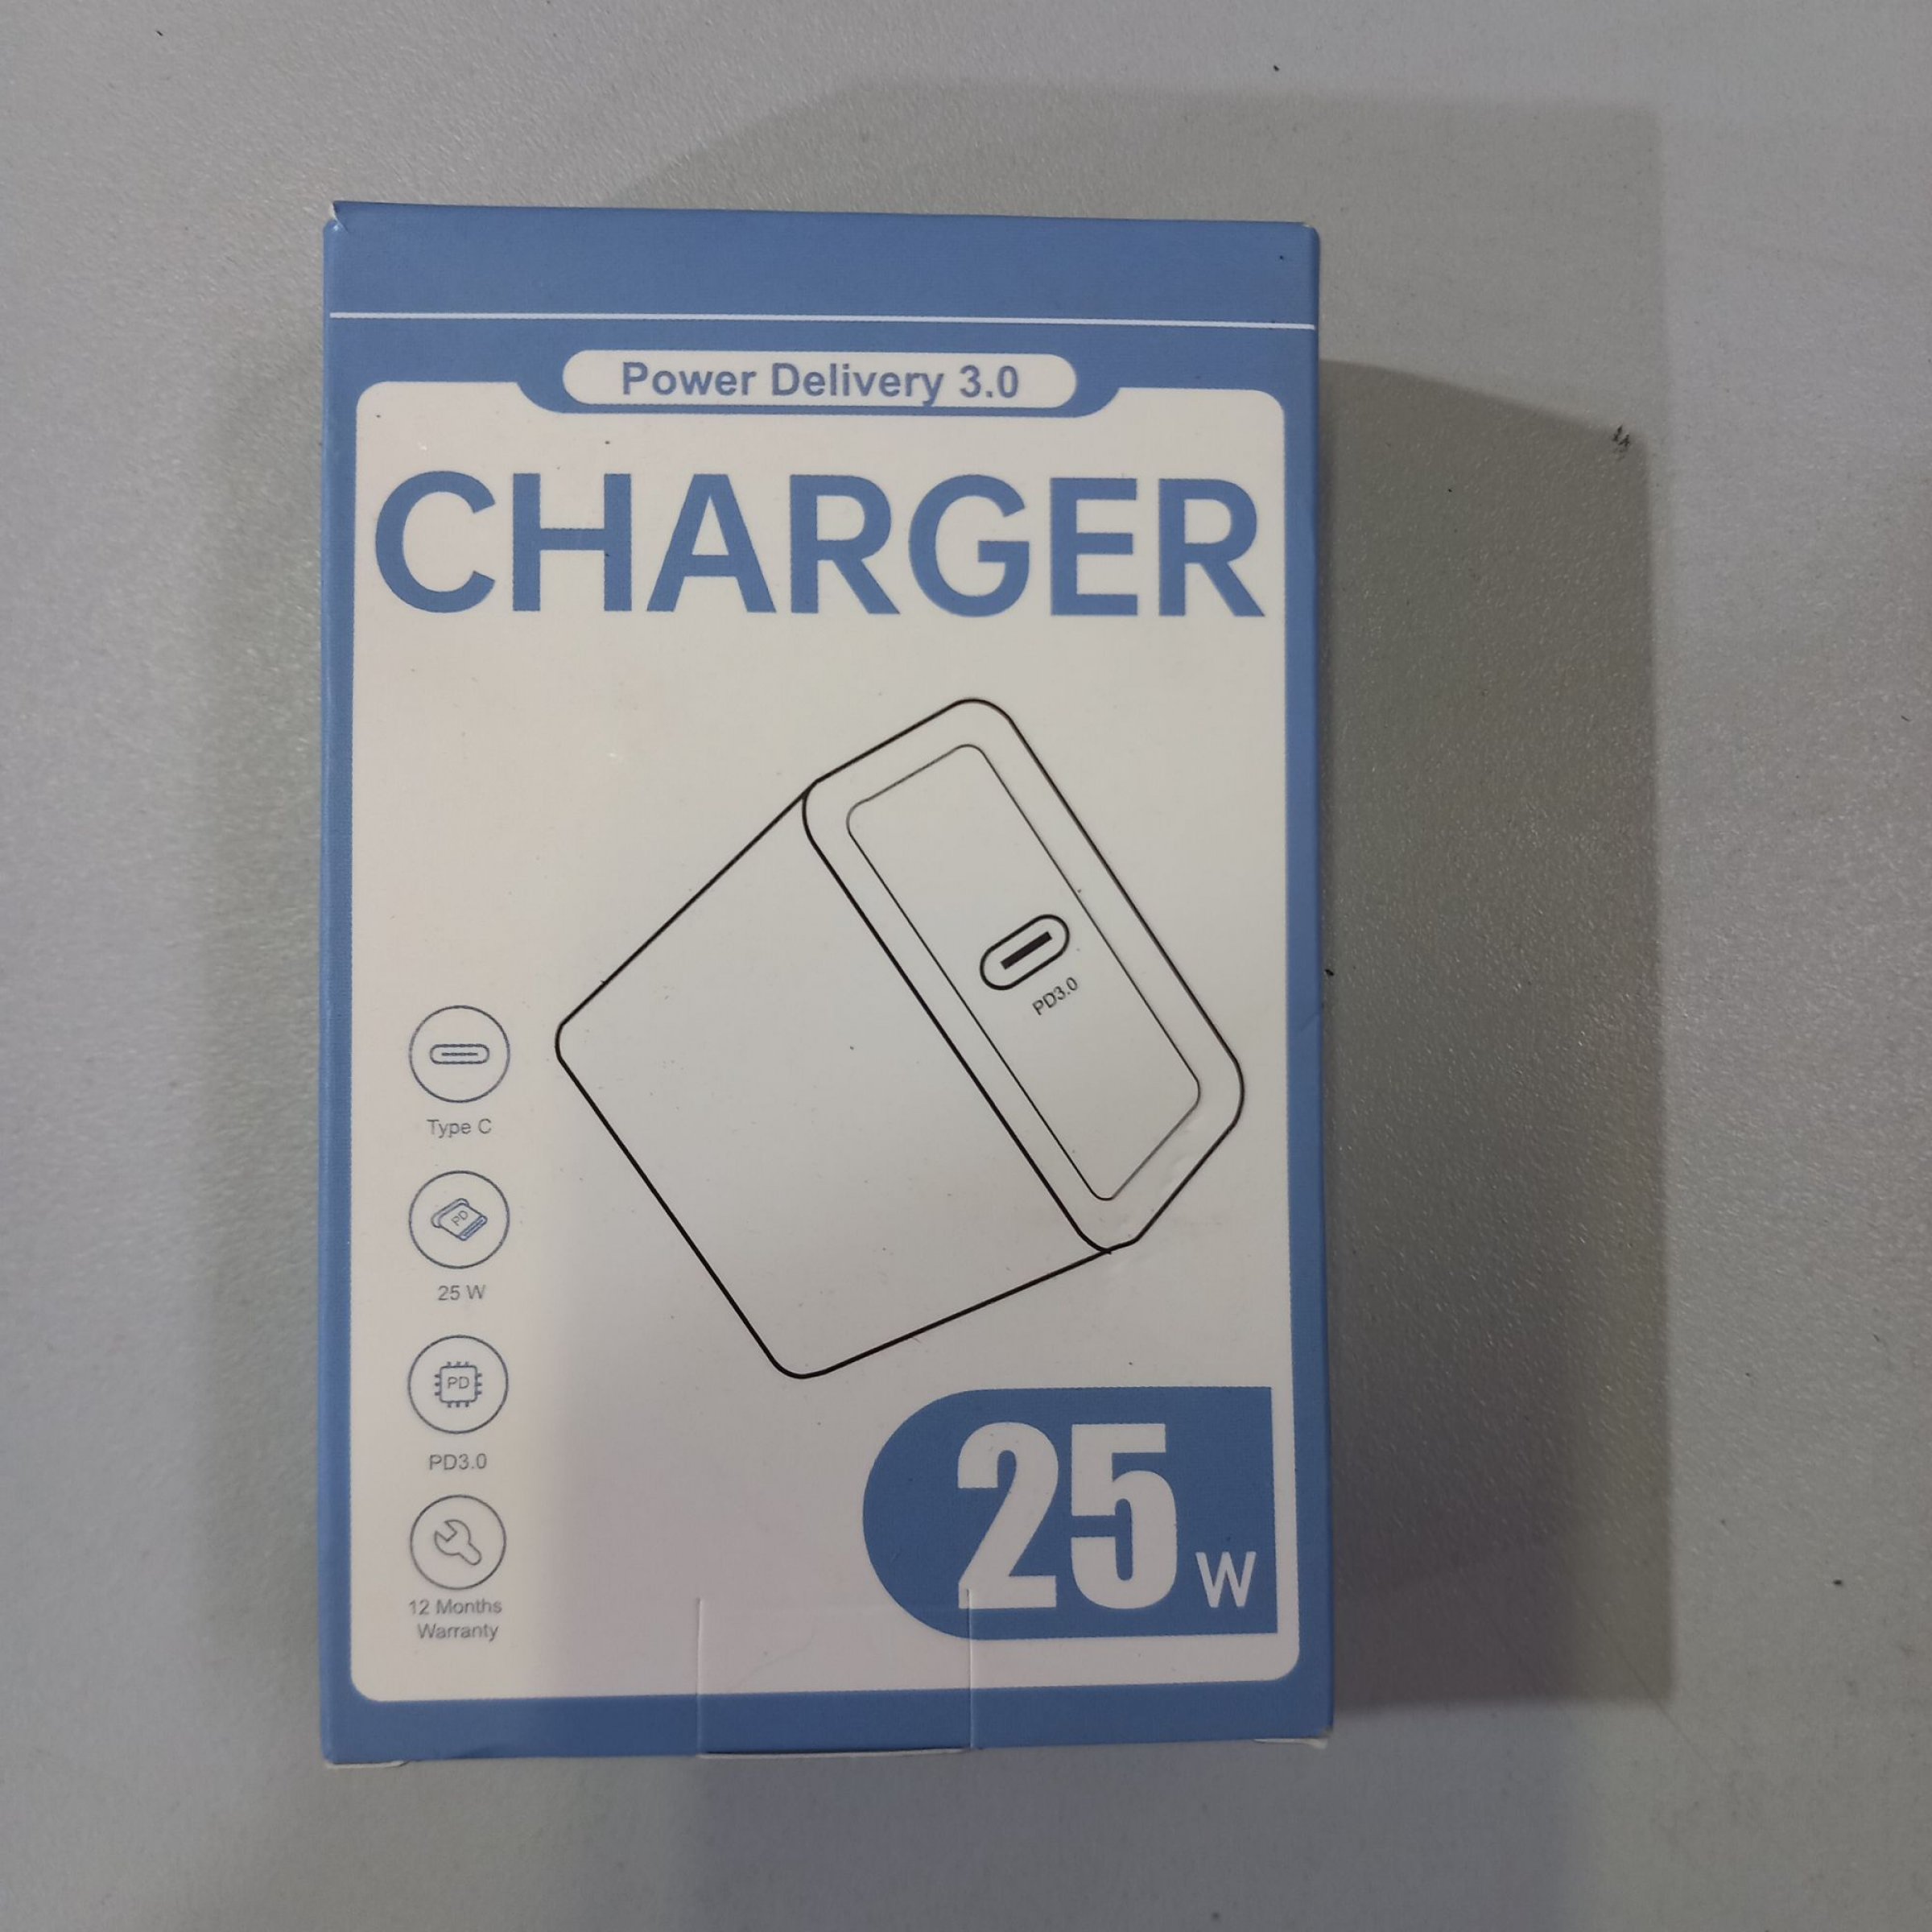 Power Delivery 3.0
CHARGER
PD3.0
Type C
PD
25 W
PD
PD3.0
12 Months
Warranty
25 W